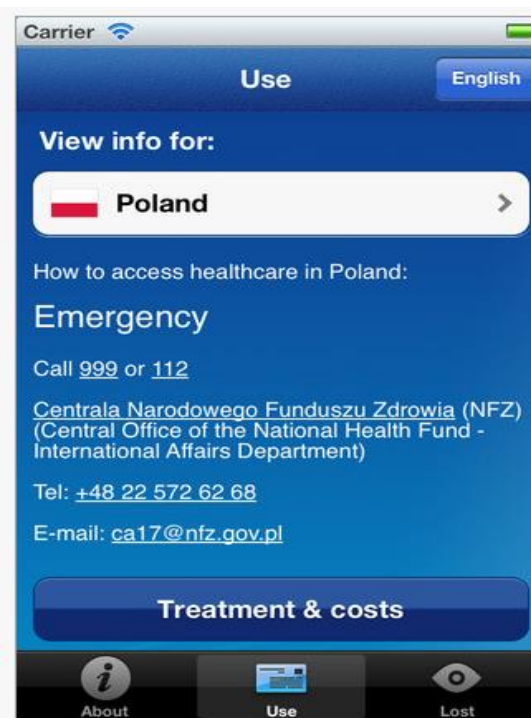 Carrier
Use
English
View info for:
Poland
How to access healthcare in Poland:
Emergency
Call 999 or 112
Centrala Narodowego Funduszu Zdrowia (NFZ)
(Central Office of the National Health Fund -
International Affairs Department)
Tel: +48 22 572 62 68
E-mail: ca17@nfz.gov.pl
Treatment & costs
About
Use
Lost